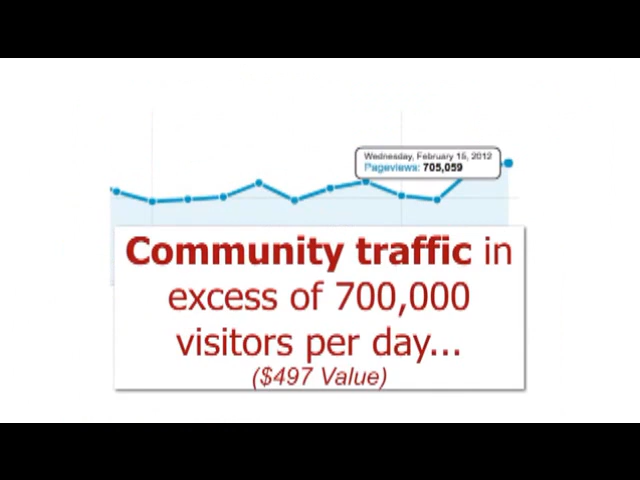 Wednesday, February 15, 2012
Pageviews: 705,059
Community traffic in
excess of 700,000
visitors per day...
($497 Value)